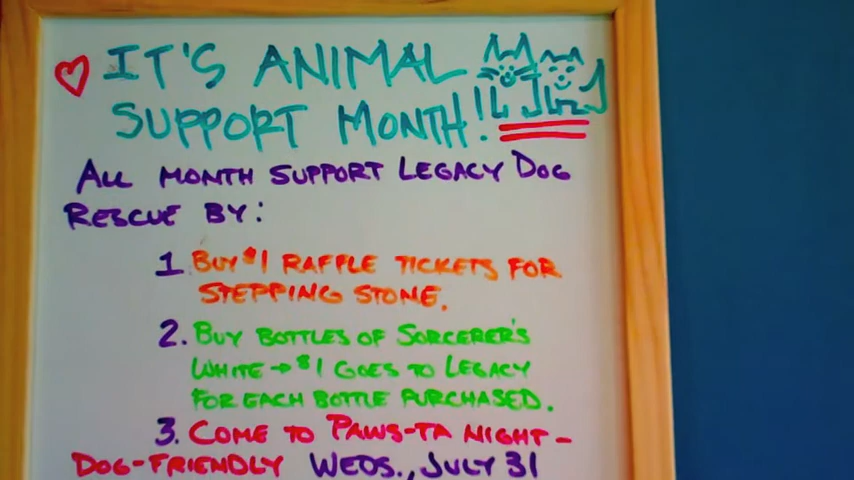 IT'S ANIMAL
SUPPORT MONTH!
ALL MONTH SUPPORT LEGACY DOG
RESCUE BY:
1 BUY $1 RAFFLE TICKETS FOR
STEPPING STONE.
2. BUY BOTTLES OF SORCERER'S
WHITE → $1 GOES TO LEGACY
FOR EACH BOTTLE PURCHASED.
3. COME TO PAWS-TA NIGHT-
DOG-FRIENDLY WEDS., JULY 31